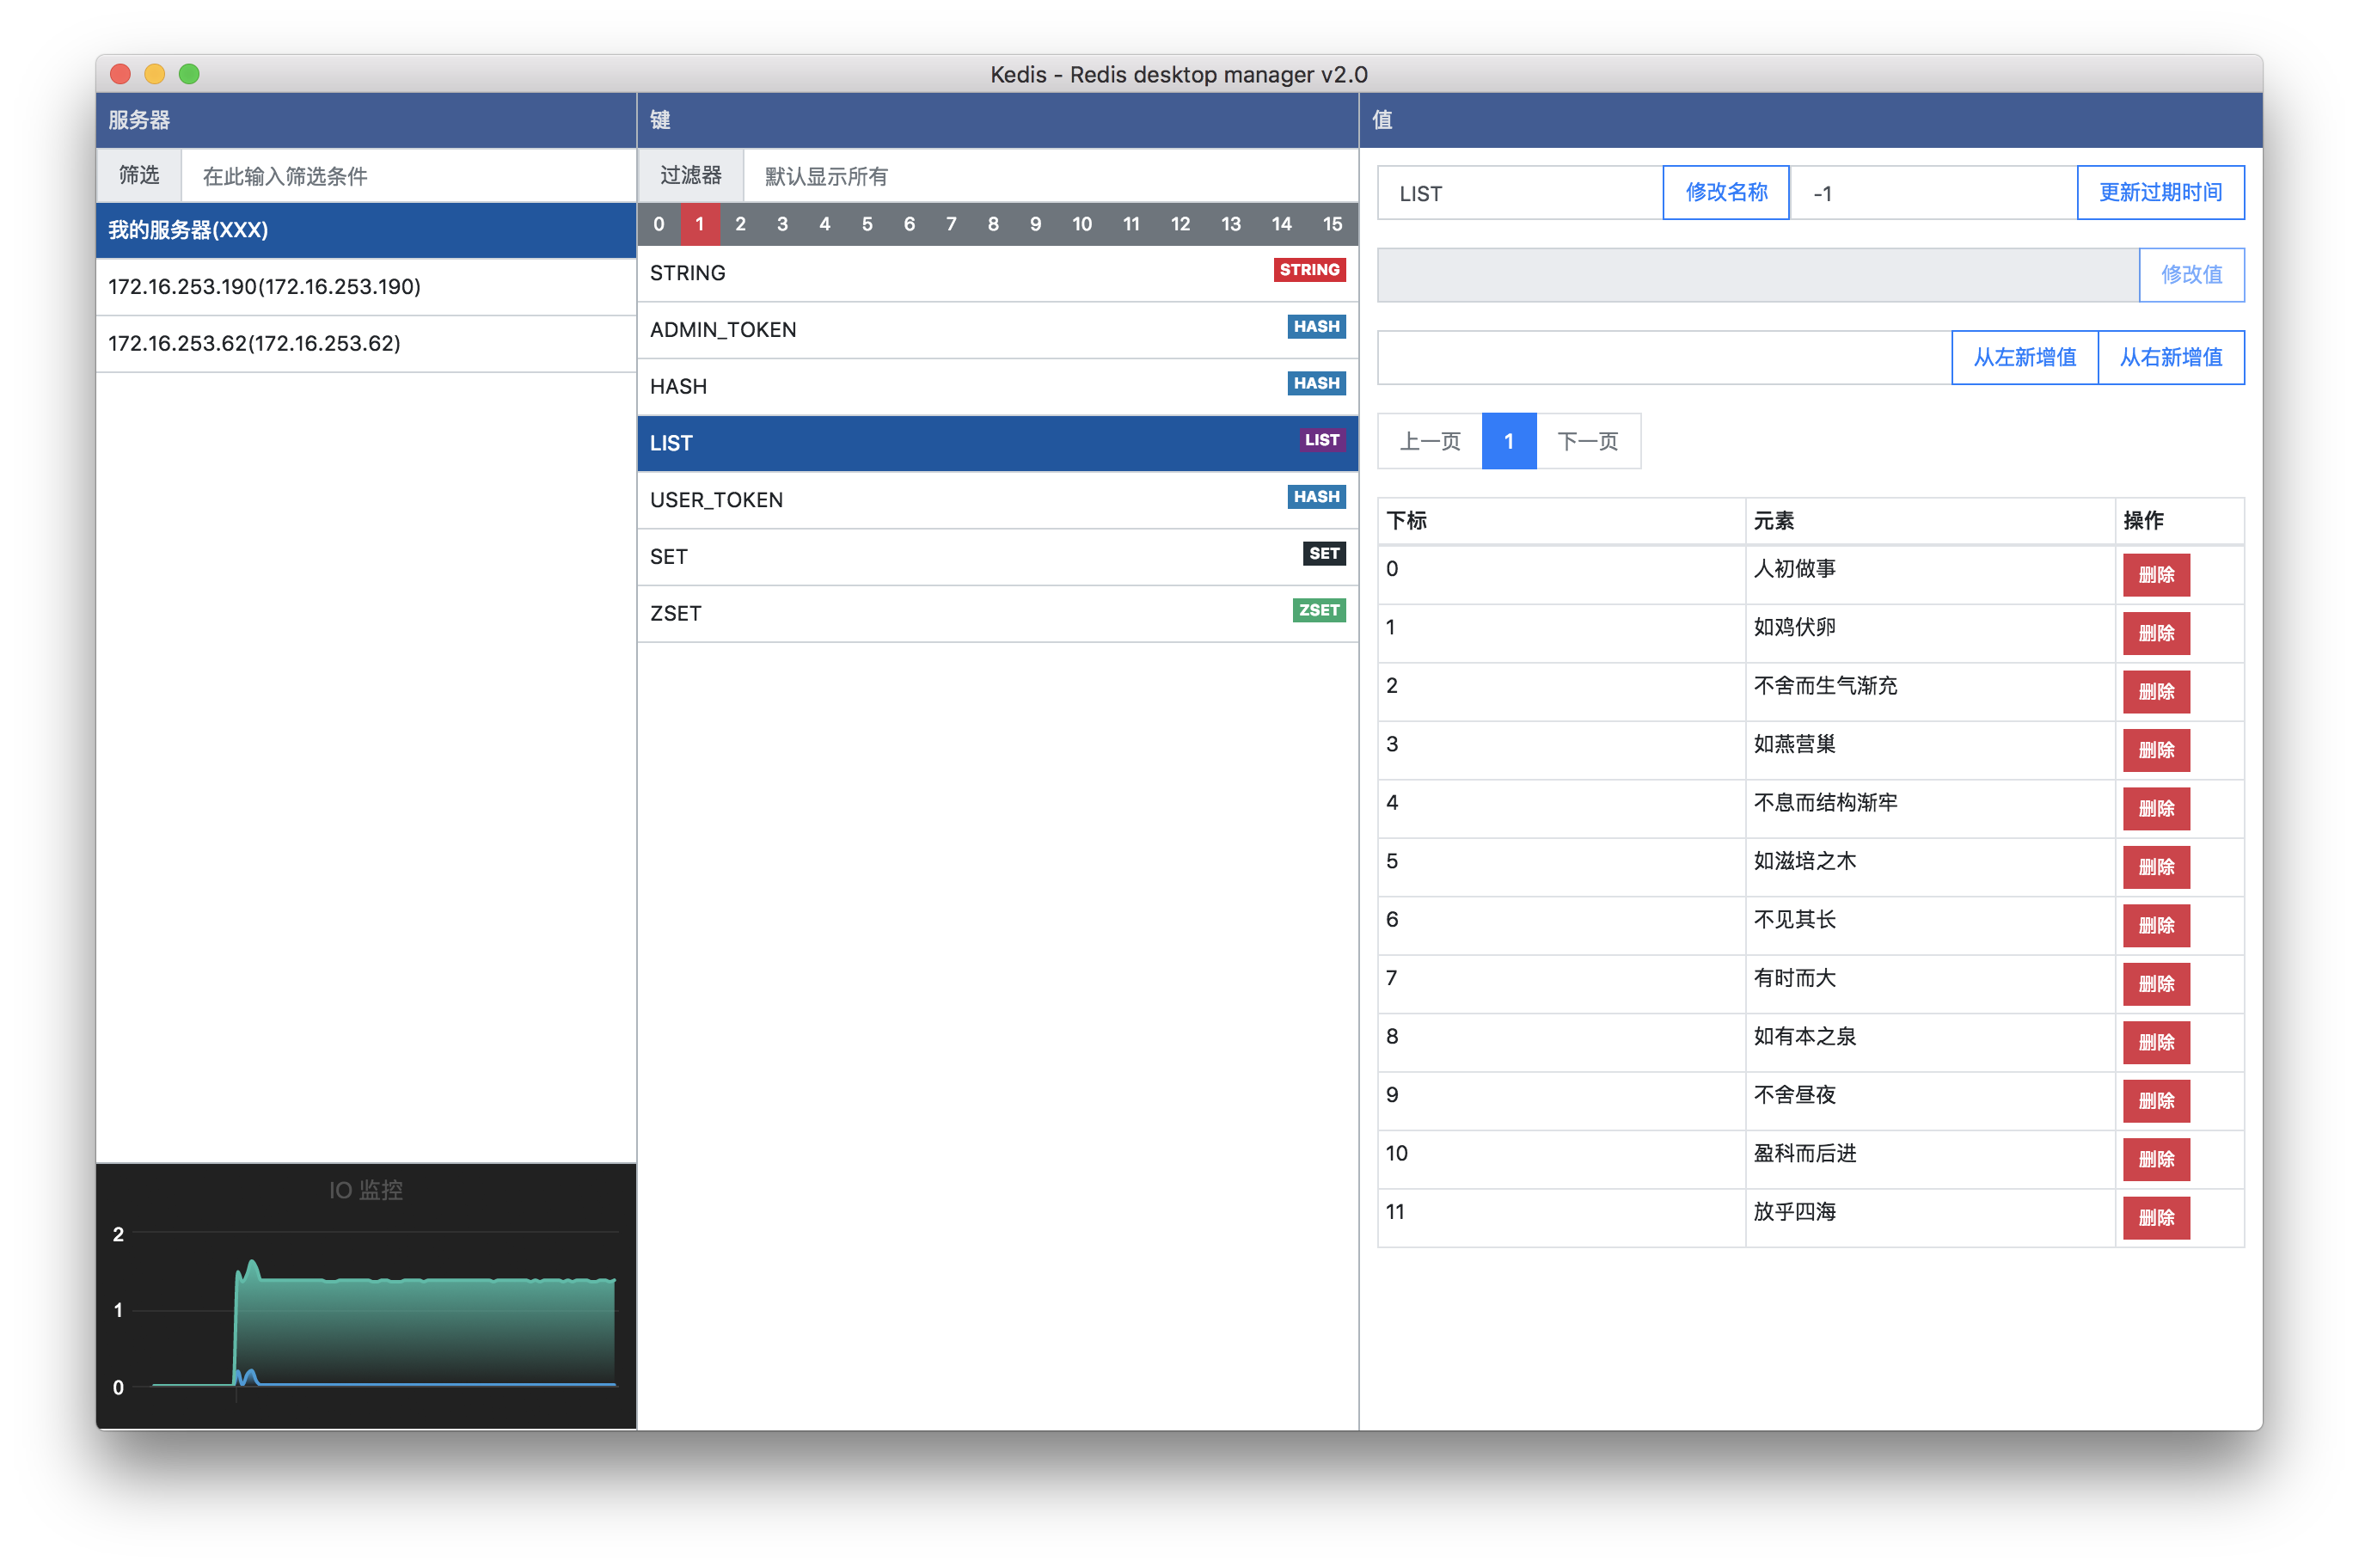 Kedis - Redis desktop manager v2.0
服务器
筛选 在此输入筛选条件
我的服务器(XXX)
172.16.253.190(172.16.253.190)
172.16.253.62(172.16.253.62)
IO 监控
2
1
0
键
过滤器 默认显示所有
0 1 2 3 4 5 6 7 8 9 10 11 12 13 14 15
STRING STRING
ADMIN_TOKEN HASH
HASH HASH
LIST LIST
USER_TOKEN HASH
SET SET
ZSET ZSET
值
LIST 修改名称 -1 更新过期时间
修改值
从左新增值 从右新增值
上一页 1 下一页
下标 元素 操作
0 人初做事 删除
1 如鸡伏卵 删除
2 不舍而生气渐充 删除
3 如燕营巢 删除
4 不息而结构渐牢 删除
5 如滋培之木 删除
6 不见其长 删除
7 有时而大 删除
8 如有本之泉 删除
9 不舍昼夜 删除
10 盈科而后进 删除
11 放乎四海 删除